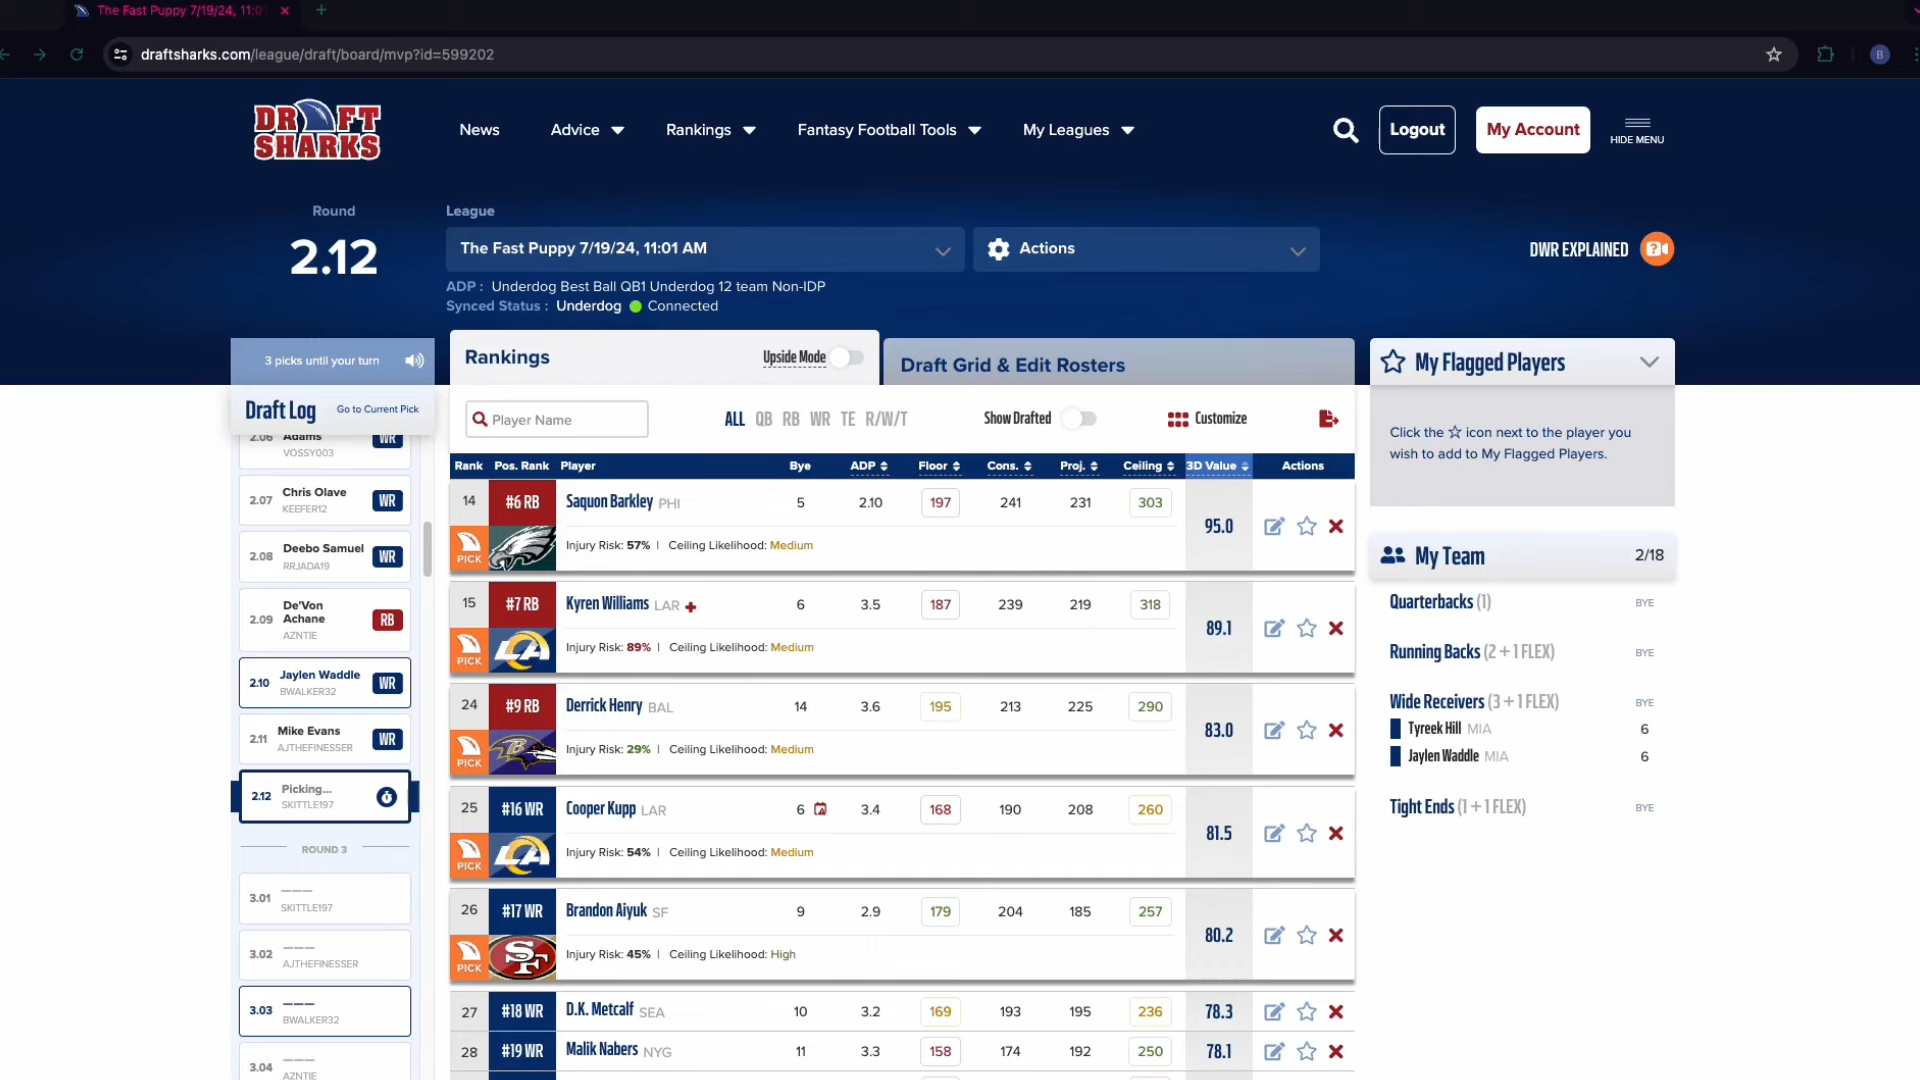 The Fast Puppy 7/19/24, 11:0
draftsharks.com/league/draft/board/mvp?id=599202
B
DRAFT SHARKS
News
Advice
Rankings
Fantasy Football Tools
My Leagues
Logout
My Account
HIDE MENU
Round
2.12
League
The Fast Puppy 7/19/24, 11:01 AM
Actions
ADP : Underdog Best Ball QB1 Underdog 12 team Non-IDP
Synced Status : Underdog Connected
DWR EXPLAINED
3 picks until your turn
Draft Log Go to Current Pick
2.06 Adams WR
VOSSY003
2.07 Chris Olave WR
KEEFER12
2.08 Deebo Samuel WR
RRJADA19
2.09 De'Von Achane RB
AZNTIE
2.10 Jaylen Waddle WR
BWALKER32
2.11 Mike Evans WR
AJTHEFINESSER
2.12 Picking...
SKITTLE197
ROUND 3
3.01 ———
SKITTLE197
3.02 ———
AJTHEFINESSER
3.03 ———
BWALKER32
3.04 ———
AZNTIE
Rankings
Upside Mode
Draft Grid & Edit Rosters
Player Name
ALL QB RB WR TE R/W/T
Show Drafted
Customize
Rank Pos. Rank Player Bye ADP Floor Cons. Proj. Ceiling 3D Value Actions
14 #6 RB Saquon Barkley PHI 5 2.10 197 241 231 303 95.0
PICK Injury Risk: 57% | Ceiling Likelihood: Medium
15 #7 RB Kyren Williams LAR 6 3.5 187 239 219 318 89.1
PICK Injury Risk: 89% | Ceiling Likelihood: Medium
24 #9 RB Derrick Henry BAL 14 3.6 195 213 225 290 83.0
PICK Injury Risk: 29% | Ceiling Likelihood: Medium
25 #16 WR Cooper Kupp LAR 6 3.4 168 190 208 260 81.5
PICK Injury Risk: 54% | Ceiling Likelihood: Medium
26 #17 WR Brandon Aiyuk SF 9 2.9 179 204 185 257 80.2
PICK Injury Risk: 45% | Ceiling Likelihood: High
27 #18 WR D.K. Metcalf SEA 10 3.2 169 193 195 236 78.3
28 #19 WR Malik Nabers NYG 11 3.3 158 174 192 250 78.1
My Flagged Players
Click the ☆ icon next to the player you
wish to add to My Flagged Players.
My Team 2/18
Quarterbacks (1) BYE
Running Backs (2 + 1 FLEX) BYE
Wide Receivers (3 + 1 FLEX) BYE
Tyreek Hill MIA 6
Jaylen Waddle MIA 6
Tight Ends (1 + 1 FLEX) BYE